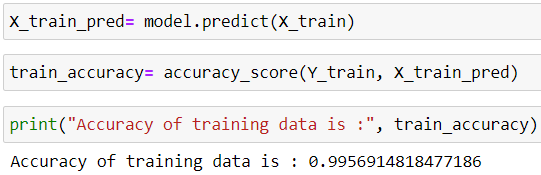 X_train_pred= model.predict(X_train)
train_accuracy= accuracy_score(Y_train, X_train_pred)
print("Accuracy of training data is :", train_accuracy)
Accuracy of training data is : 0.9956914818477186